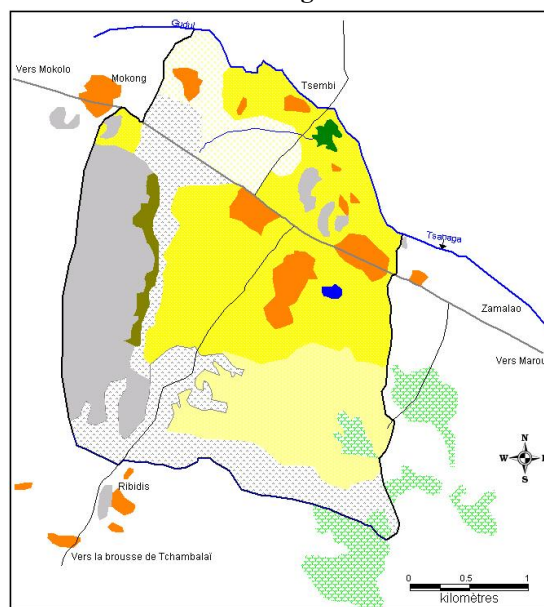 Gudul
Vers Mokolo
Mokong
Tsembi
Tsanaga
Zamalao
Vers Marou
N
W
E
S
Ribidis
Vers la brousse de Tchambalaï
0
0.5
1
kilomètres